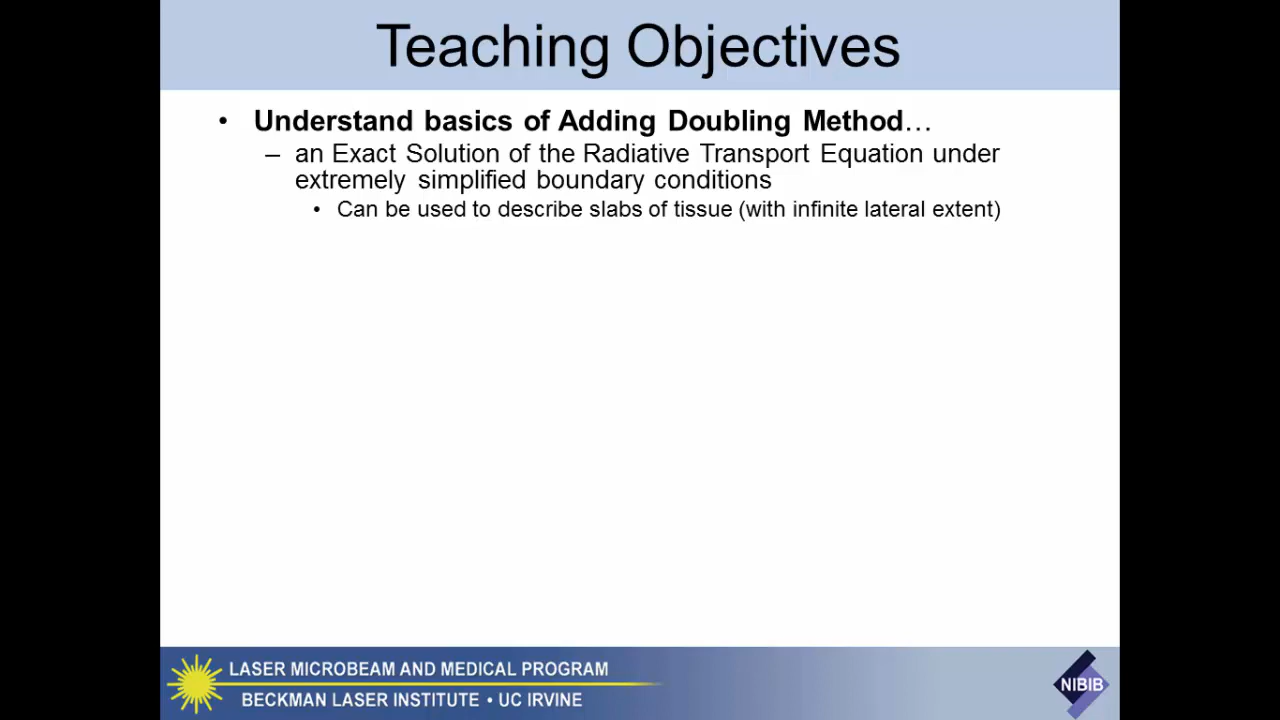 Teaching Objectives
• Understand basics of Adding Doubling Method…
– an Exact Solution of the Radiative Transport Equation under
extremely simplified boundary conditions
• Can be used to describe slabs of tissue (with infinite lateral extent)
LASER MICROBEAM AND MEDICAL PROGRAM
BECKMAN LASER INSTITUTE • UC IRVINE
NIBIB